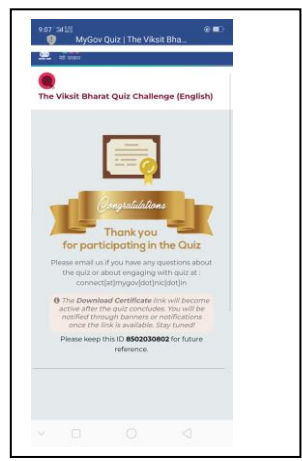 9:07
MyGov Quiz | The Viksit Bha...
मेरी सरकार
The Viksit Bharat Quiz Challenge (English)
Congratulations
Thank you
for participating in the Quiz
Please email us if you have any questions about
the quiz or about engaging with quiz at :
connect[at]mygov[dot]nic[dot]in
The Download Certificate link will become
active after the quiz concludes. You will be
notified through banners or notifications
once the link is available. Stay tuned!
Please keep this ID 8502030802 for future
reference.